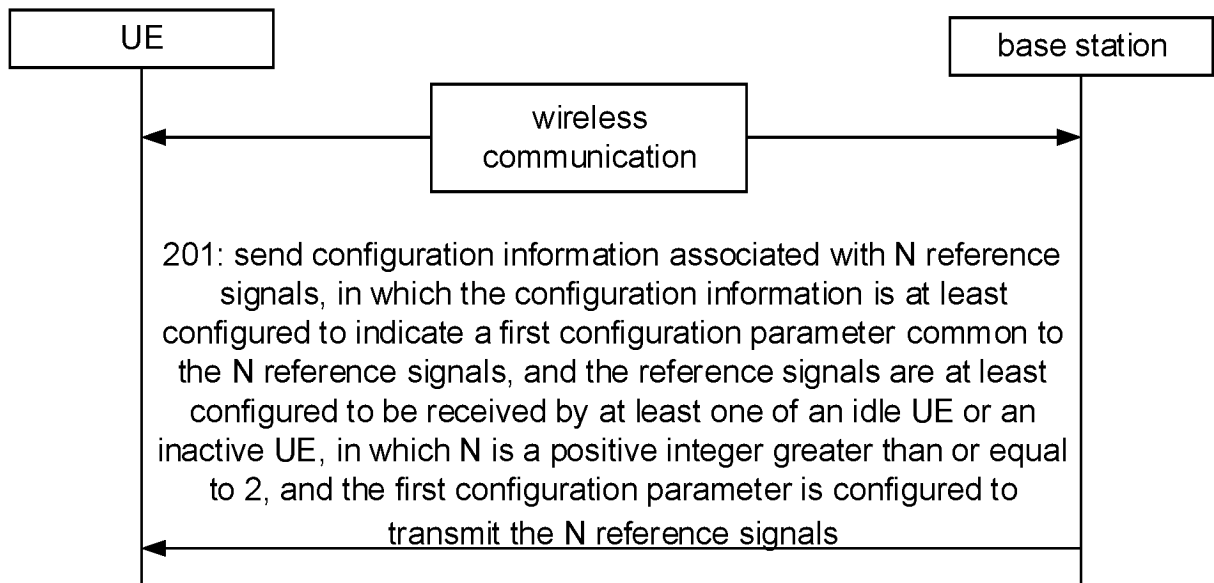 UE
base station
wireless
communication
201: send configuration information associated with N reference
signals, in which the configuration information is at least
configured to indicate a first configuration parameter common to
the N reference signals, and the reference signals are at least
configured to be received by at least one of an idle UE or an
inactive UE, in which N is a positive integer greater than or equal
to 2, and the first configuration parameter is configured to
transmit the N reference signals